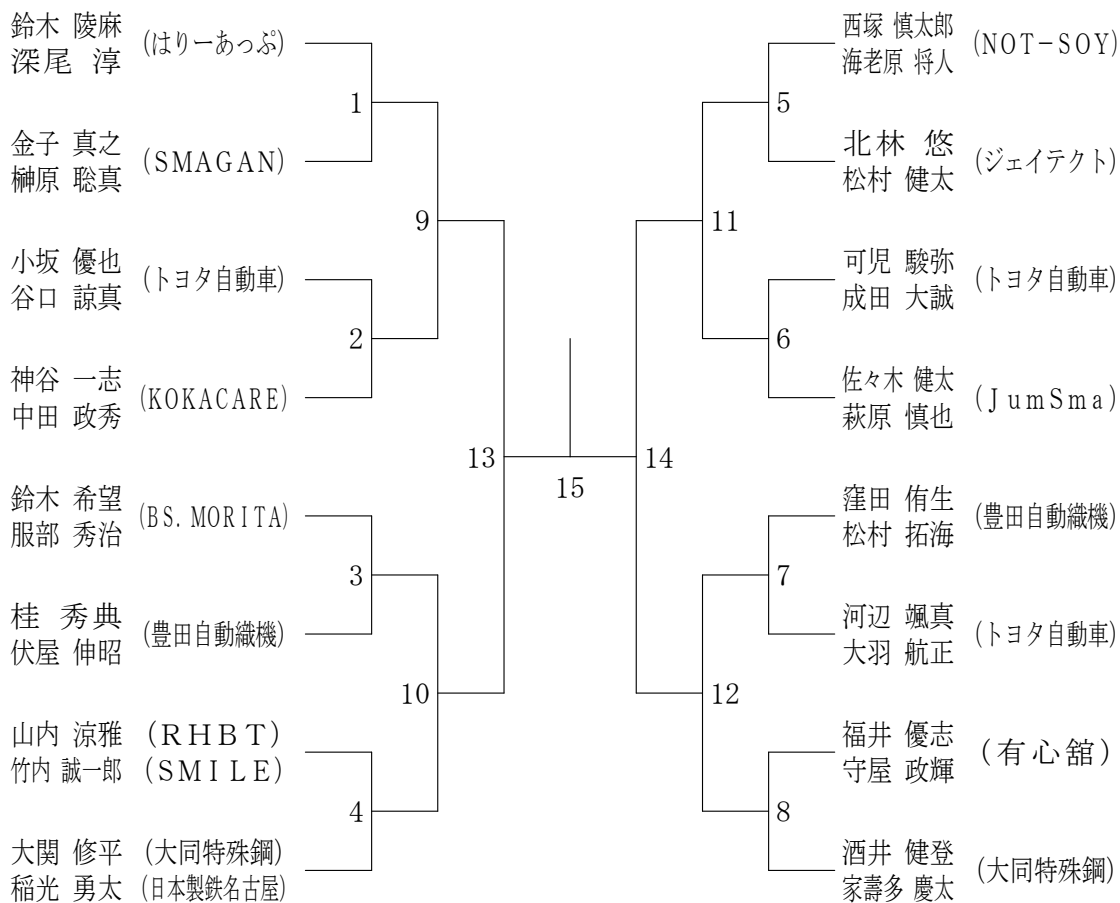 鈴木 陵麻
深尾 淳
(はりーあっぷ)
1
金子 真之
榊原 聡真
(SMAGAN)
9
小坂 優也
谷口 諒真
(トヨタ自動車)
2
神谷 一志
中田 政秀
(KOKACARE)
13
鈴木 希望
服部 秀治
(BS.MORITA)
3
桂 秀典
伏屋 伸昭
(豊田自動織機)
10
山内 涼雅 (RHBT)
竹内 誠一郎 (SMILE)
4
大関 修平 (大同特殊鋼)
稲光 勇太 (日本製鉄名古屋)
15
西塚 慎太郎
海老原 将人
(NOT-SOY)
5
北林 悠
松村 健太
(ジェイテクト)
11
可児 駿弥
成田 大誠
(トヨタ自動車)
6
佐々木 健太
萩原 慎也
(JumSma)
14
窪田 侑生
松村 拓海
(豊田自動織機)
7
河辺 颯真
大羽 航正
(トヨタ自動車)
12
福井 優志
守屋 政輝
(有心舘)
8
酒井 健登
家壽多 慶太
(大同特殊鋼)